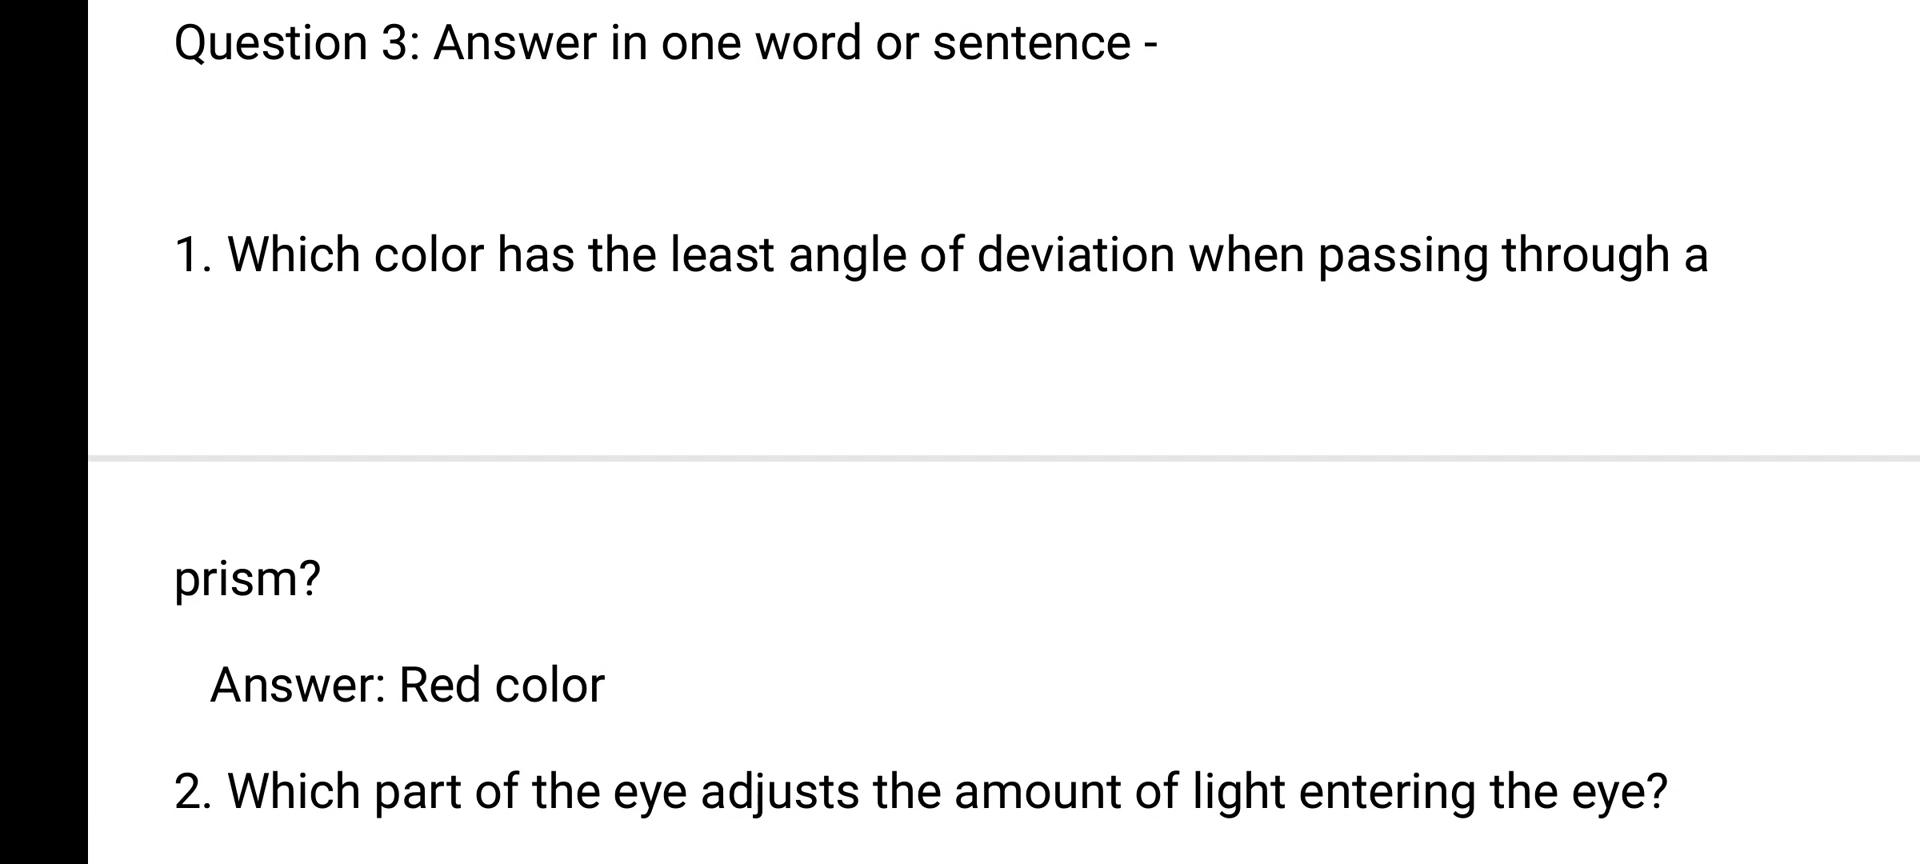 Question 3: Answer in one word or sentence -
1. Which color has the least angle of deviation when passing through a
prism?
Answer: Red color
2. Which part of the eye adjusts the amount of light entering the eye?